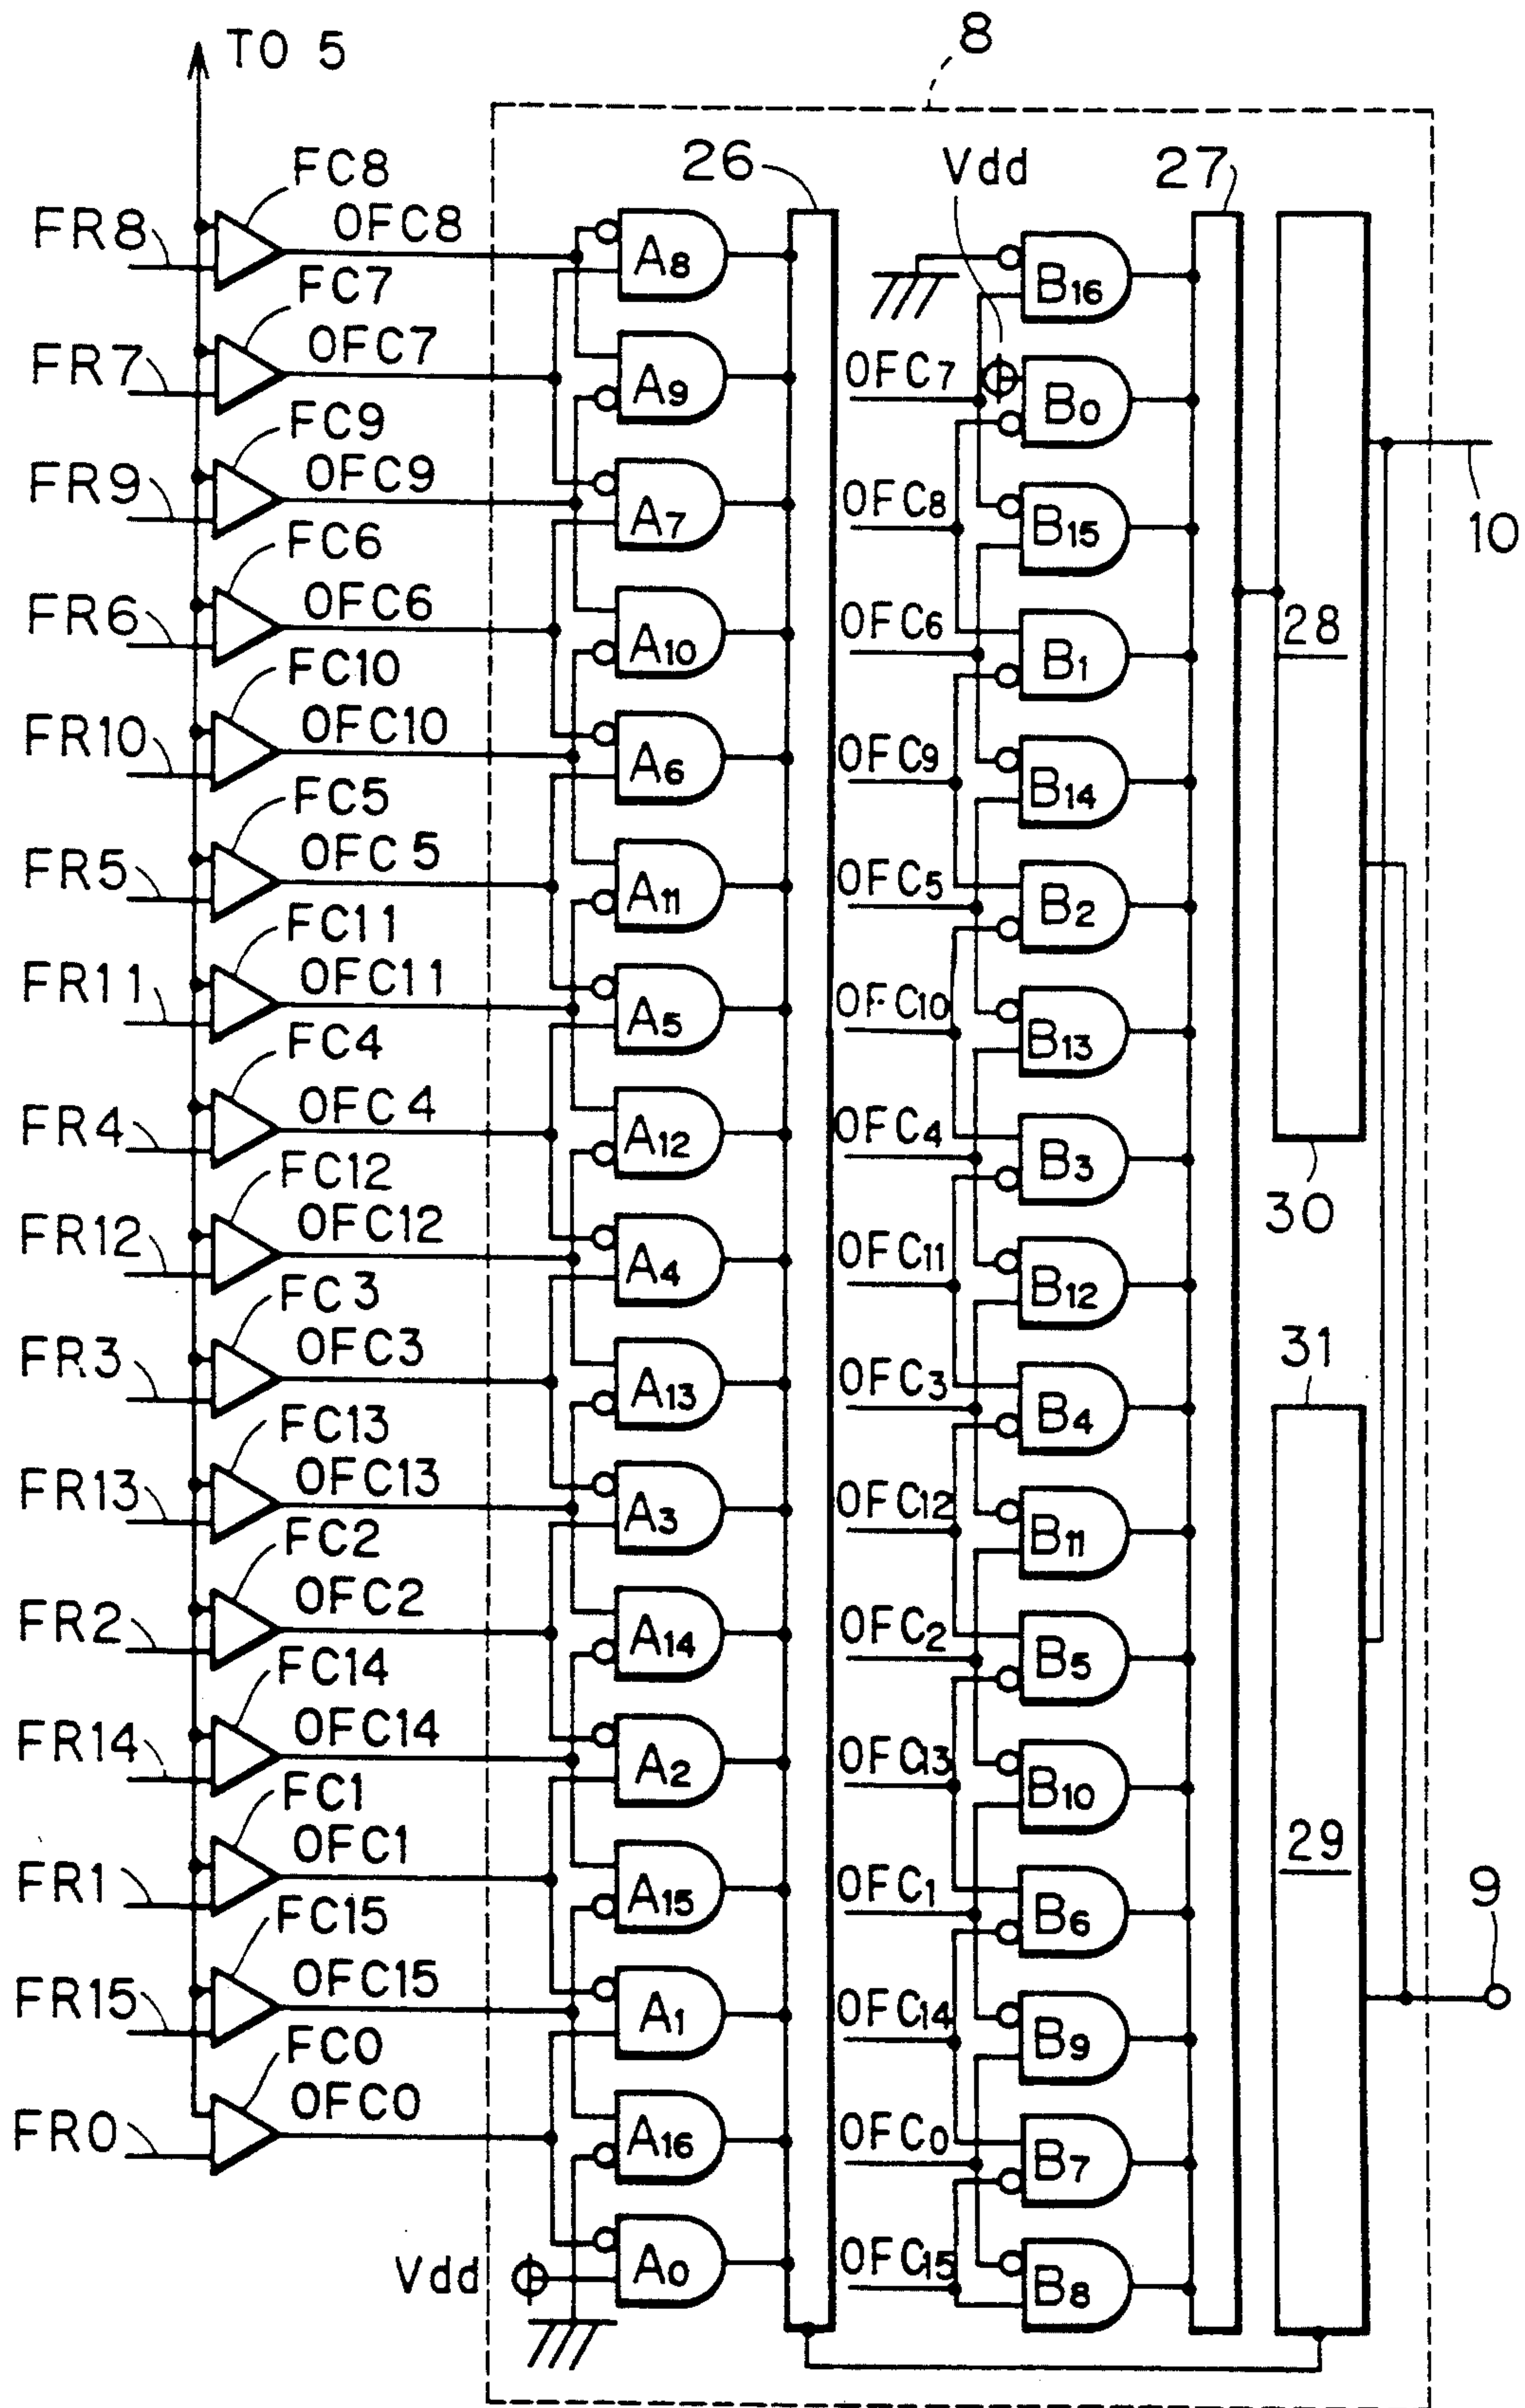 TO 5
8
FC8
26
Vdd
27
FR8
OFC8
A8
B16
FC7
FR7
OFC7
A9
OFC7
B0
FC9
FR9
OFC9
A7
OFC8
B15
10
FC6
FR6
OFC6
A10
OFC6
B1
28
FC10
FR10
OFC10
A6
OFC9
B14
FC5
FR5
OFC5
A11
OFC5
B2
FC11
FR11
OFC11
A5
OFC10
B13
FC4
FR4
OFC4
A12
OFC4
B3
30
FC12
FR12
OFC12
A4
OFC11
B12
FC3
FR3
OFC3
A13
OFC3
B4
31
FC13
FR13
OFC13
A3
OFC12
B11
FC2
FR2
OFC2
A14
OFC2
B5
FC14
FR14
OFC14
A2
OFC13
B10
FC1
FR1
OFC1
A15
OFC1
B6
29
9
FC15
FR15
OFC15
A1
OFC14
B9
FC0
FR0
OFC0
A16
OFC0
B7
Vdd
A0
OFC15
B8